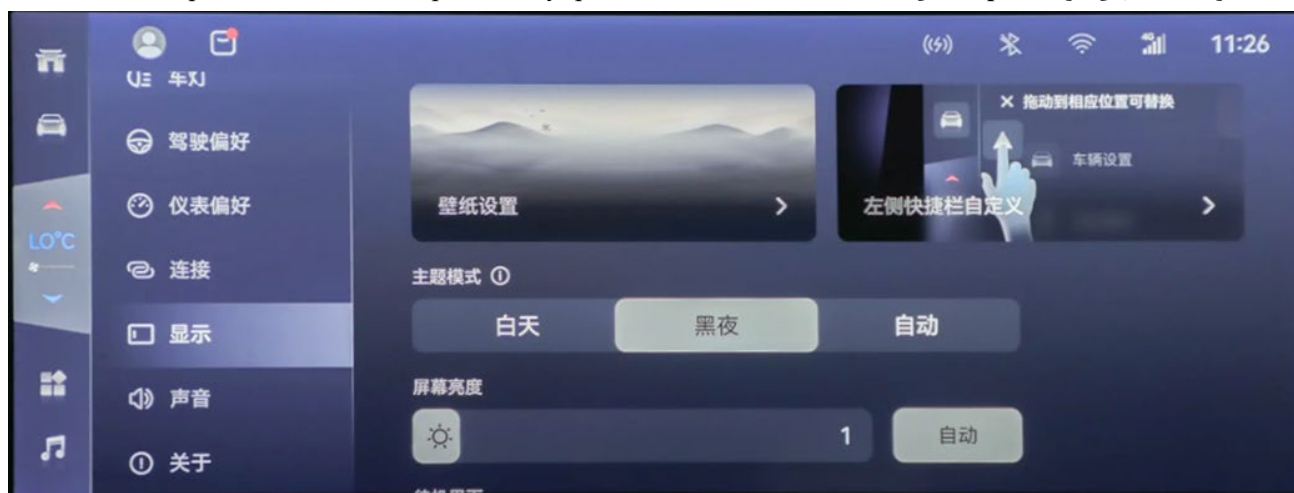 11:26
车灯
驾驶偏好
仪表偏好
LO°C
连接
显示
声音
关于
壁纸设置
拖动到相应位置可替换
车辆设置
左侧快捷栏自定义
主题模式
白天
黑夜
自动
屏幕亮度
1
自动